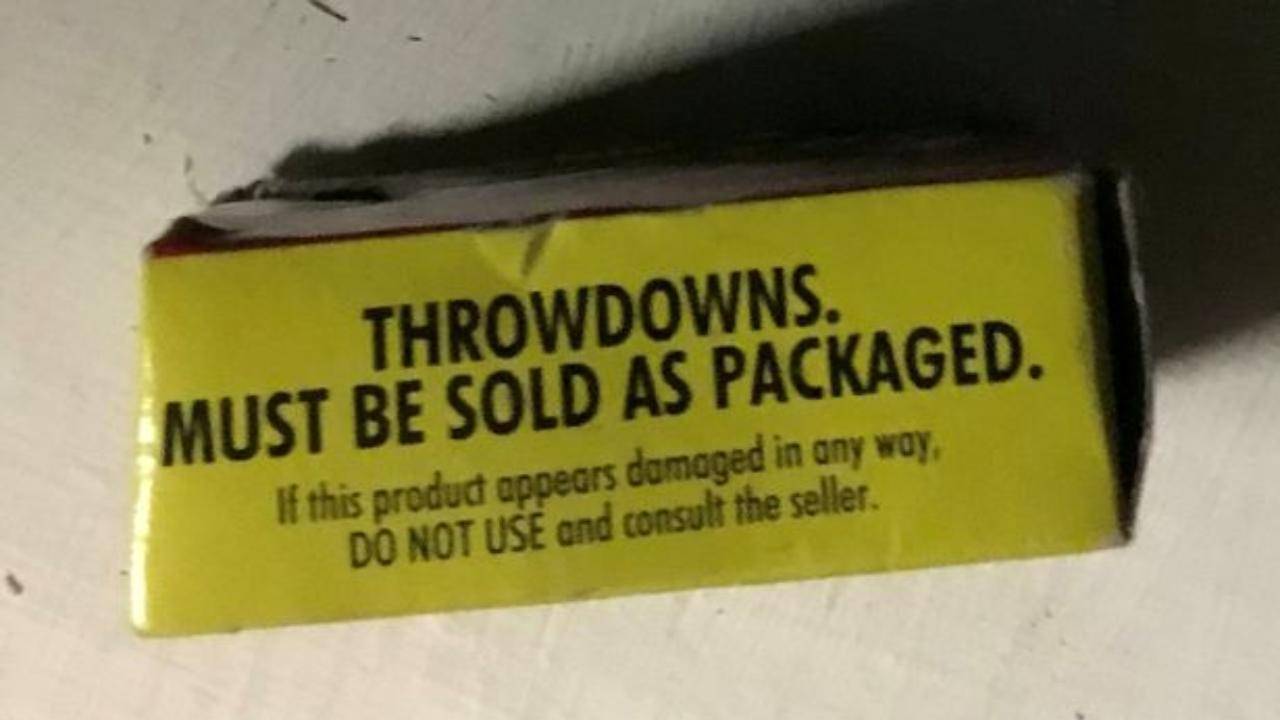 THROWDOWNS.
MUST BE SOLD AS PACKAGED.
If this product appears damaged in any way,
DO NOT USE and consult the seller.